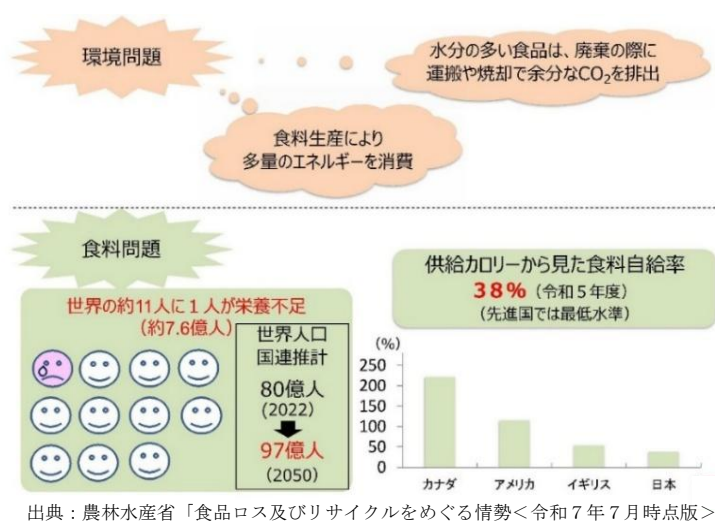 環境問題
水分の多い食品は、廃棄の際に
運搬や焼却で余分なCO₂を排出
食料生産により
多量のエネルギーを消費
食料問題
世界の約11人に１人が栄養不足
（約7.6億人）
世界人口
国連推計
80億人
(2022)
97億人
(2050)
供給カロリーから見た食料自給率
38%（令和５年度）
（先進国では最低水準）
(%)
250
200
150
100
50
0
カナダ
アメリカ
イギリス
日本
出典：農林水産省「食品ロス及びリサイクルをめぐる情勢＜令和７年７月時点版＞